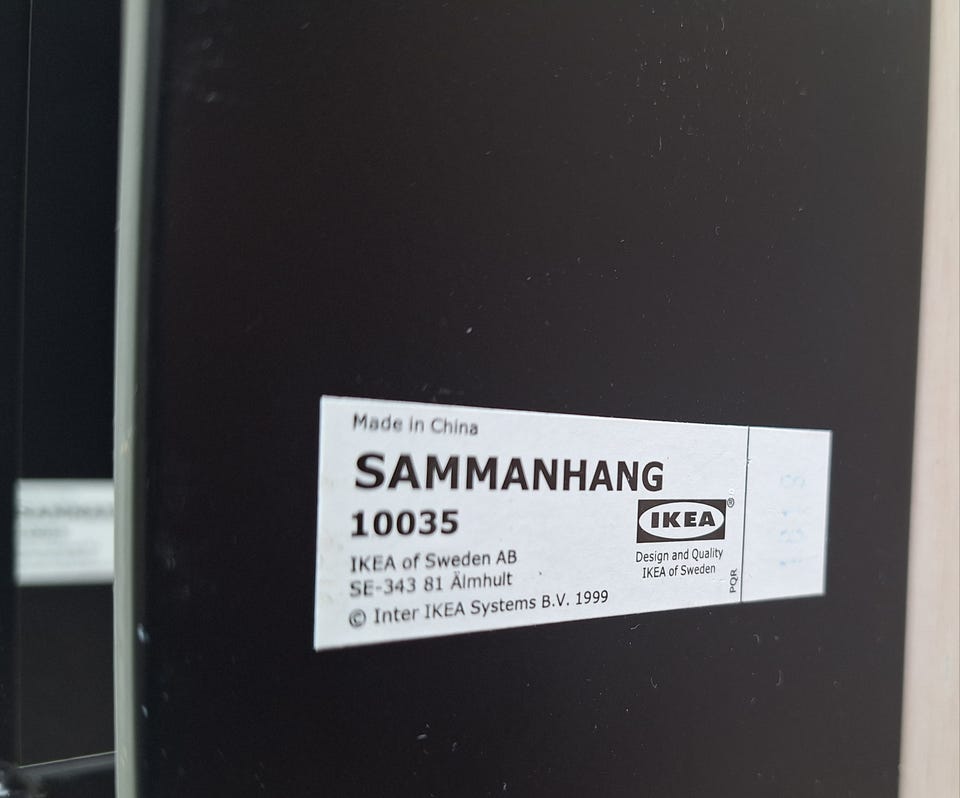 Made in China
SAMMANHANG
10035
IKEA of Sweden AB
SE-343 81 Älmhult
© Inter IKEA Systems B.V. 1999
IKEA®
Design and Quality
IKEA of Sweden
PQR